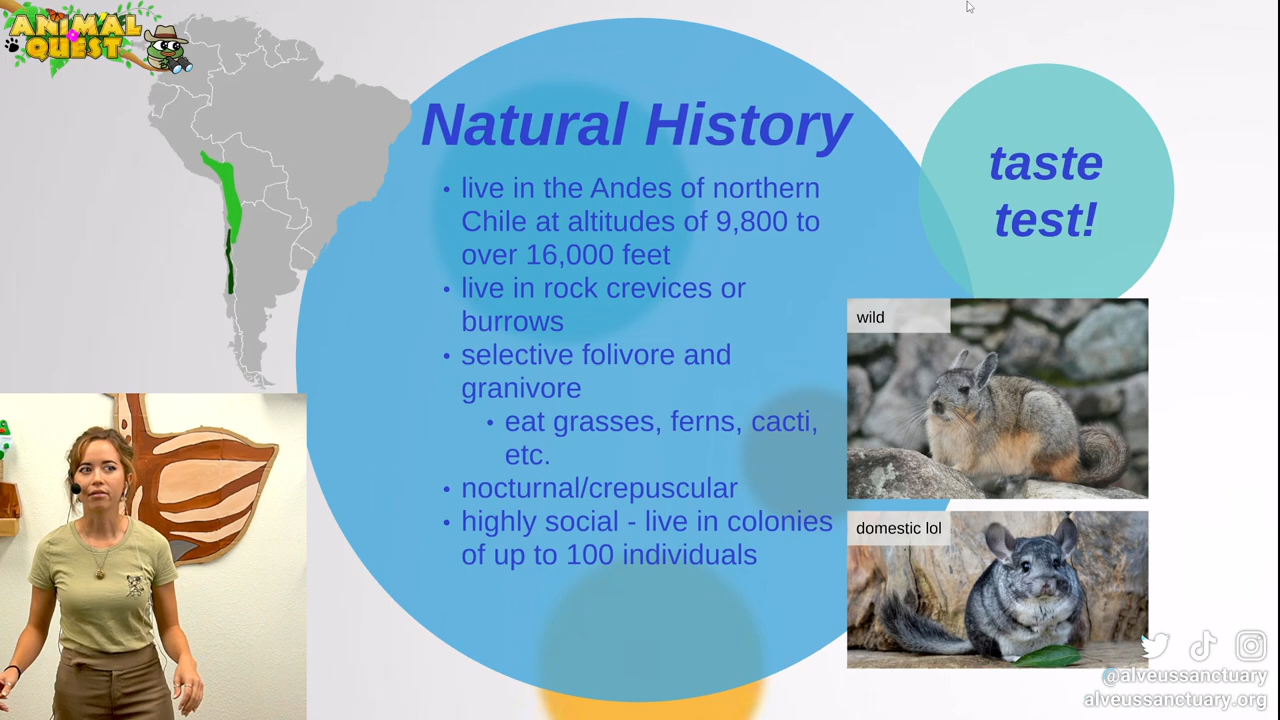 ANIMAL
QUEST
Natural History
• live in the Andes of northern
Chile at altitudes of 9,800 to
over 16,000 feet
• live in rock crevices or
burrows
• selective folivore and
granivore
• eat grasses, ferns, cacti,
etc.
• nocturnal/crepuscular
• highly social - live in colonies
of up to 100 individuals
taste
test!
wild
domestic lol
@alveussanctuary
alveussanctuary.org